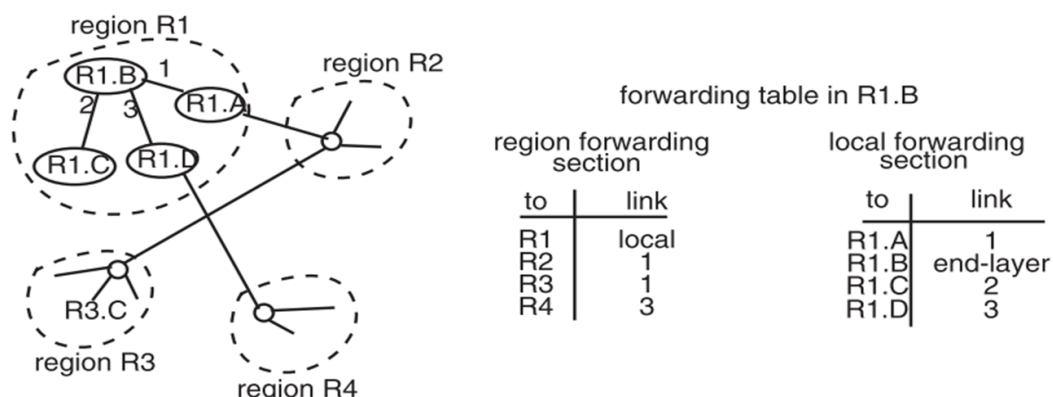 region R1
region R2
R1.B
1
R1.A
2
3
R1.C
R1.D
R3.C
region R3
region R4
forwarding table in R1.B
region forwarding
section
to link
R1 local
R2 1
R3 1
R4 3
local forwarding
section
to link
R1.A 1
R1.B end-layer
R1.C 2
R1.D 3